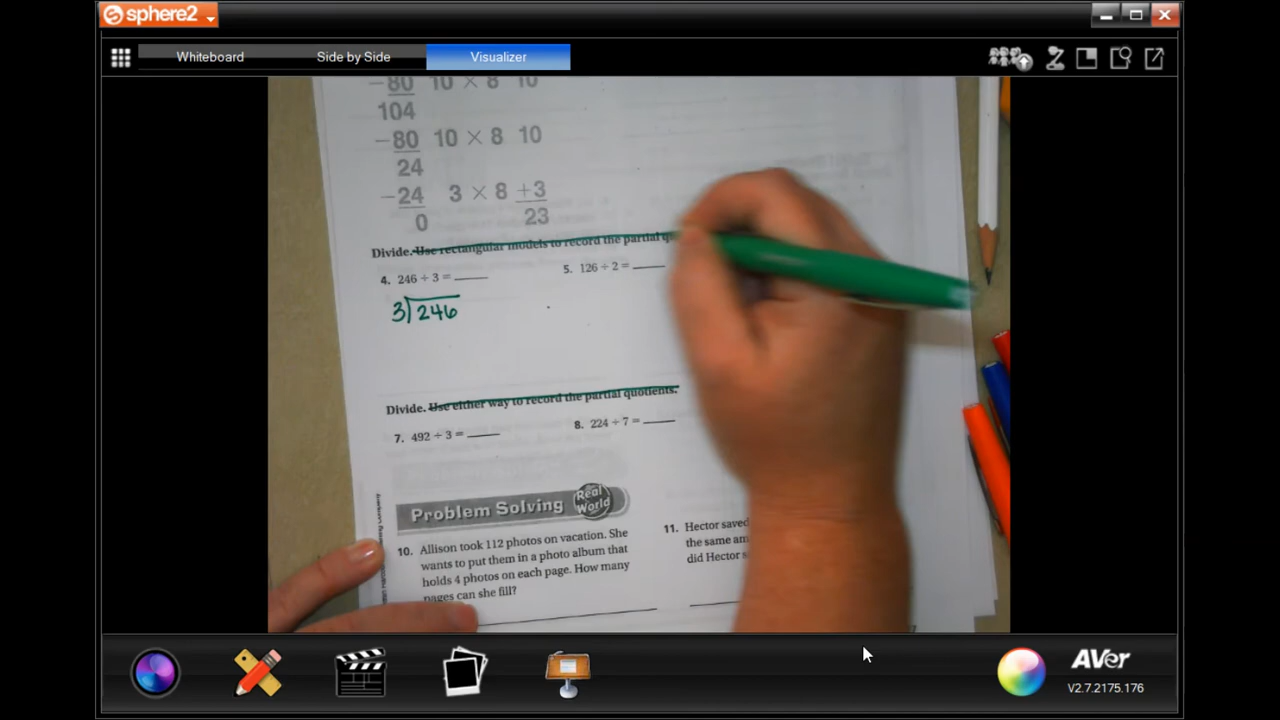 sphere2
Whiteboard Side by Side Visualizer
-80 10 × 8 10
104
-80 10 × 8 10
24
-24 3 × 8 +3
0 23
Divide. Use rectangular models to record the partial
4. 246 ÷ 3 = ____ 5. 126 ÷ 2 = ____
3)246
Divide. Use either way to record the partial quotients.
7. 492 ÷ 3 = ____ 8. 224 ÷ 7 = ____
Problem Solving Real World
10. Allison took 112 photos on vacation. She
wants to put them in a photo album that
holds 4 photos on each page. How many
pages can she fill?
11. Hector saved
the same am
did Hector s
AVer
V2.7.2175.176